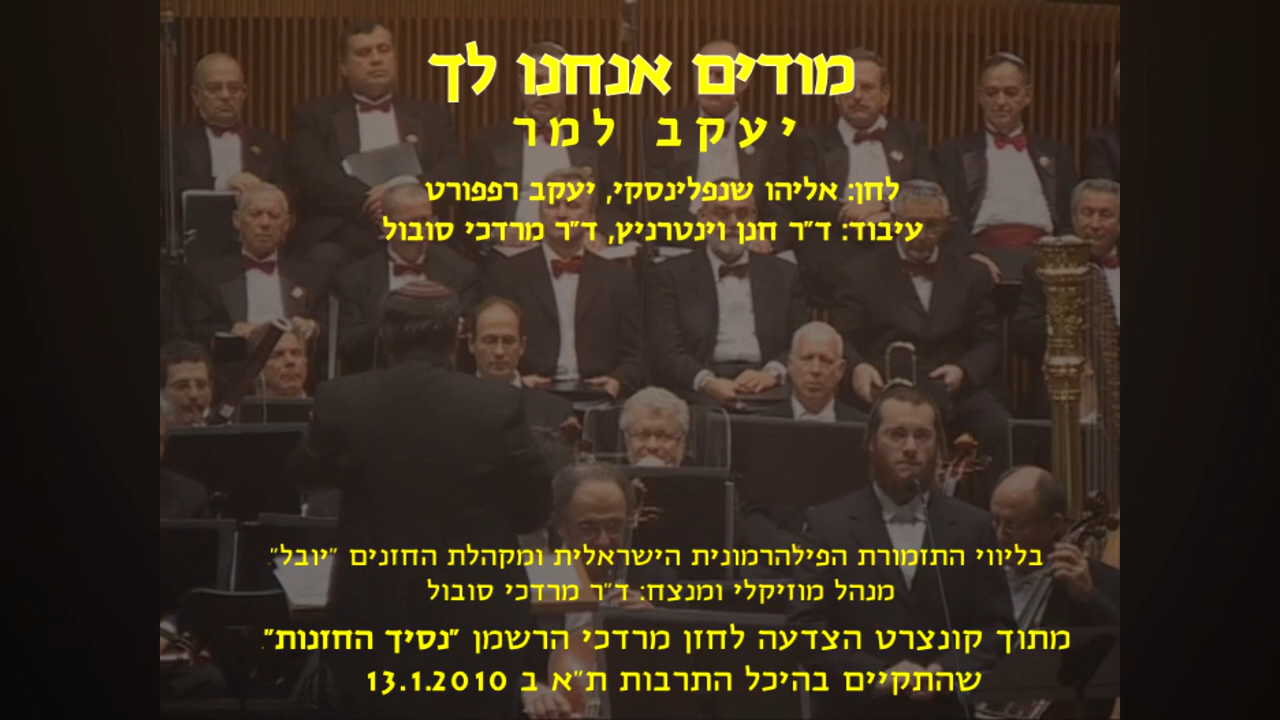 מודים אנחנו לך
יעקב למר
לחן: אליהו שנפלינסקי, יעקב רפפורט
עיבוד: ד"ר חנן וינטרניץ, ד"ר מרדכי סובול
בליווי התזמורת הפילהרמונית הישראלית ומקהלת החזנים "יובל".
מנהל מוזיקלי ומנצח: ד"ר מרדכי סובול
מתוך קונצרט הצדעה לחזן מרדכי הרשמן "נסיך החזנות".
שהתקיים בהיכל התרבות ת"א ב 13.1.2010